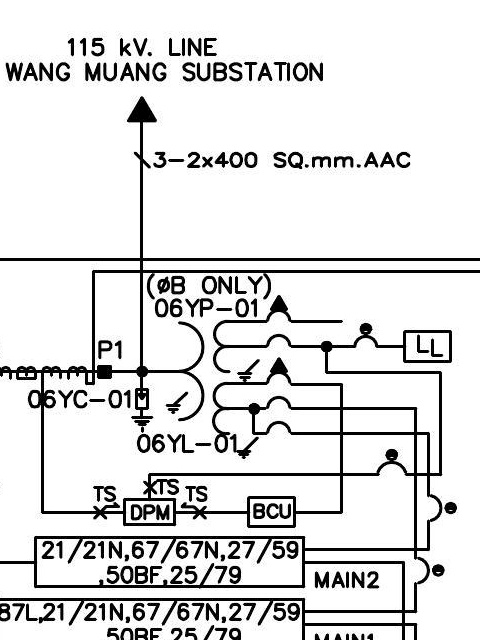 115 kV. LINE
WANG MUANG SUBSTATION
3-2x400 SQ.mm.AAC
(ØB ONLY)
06YP-01
P1
LL
06YC-01
06YL-01
TS
TS
TS
DPM
BCU
21/21N,67/67N,27/59
,50BF,25/79
MAIN2
87L,21/21N,67/67N,27/59
,50BF,25/79
MAIN1